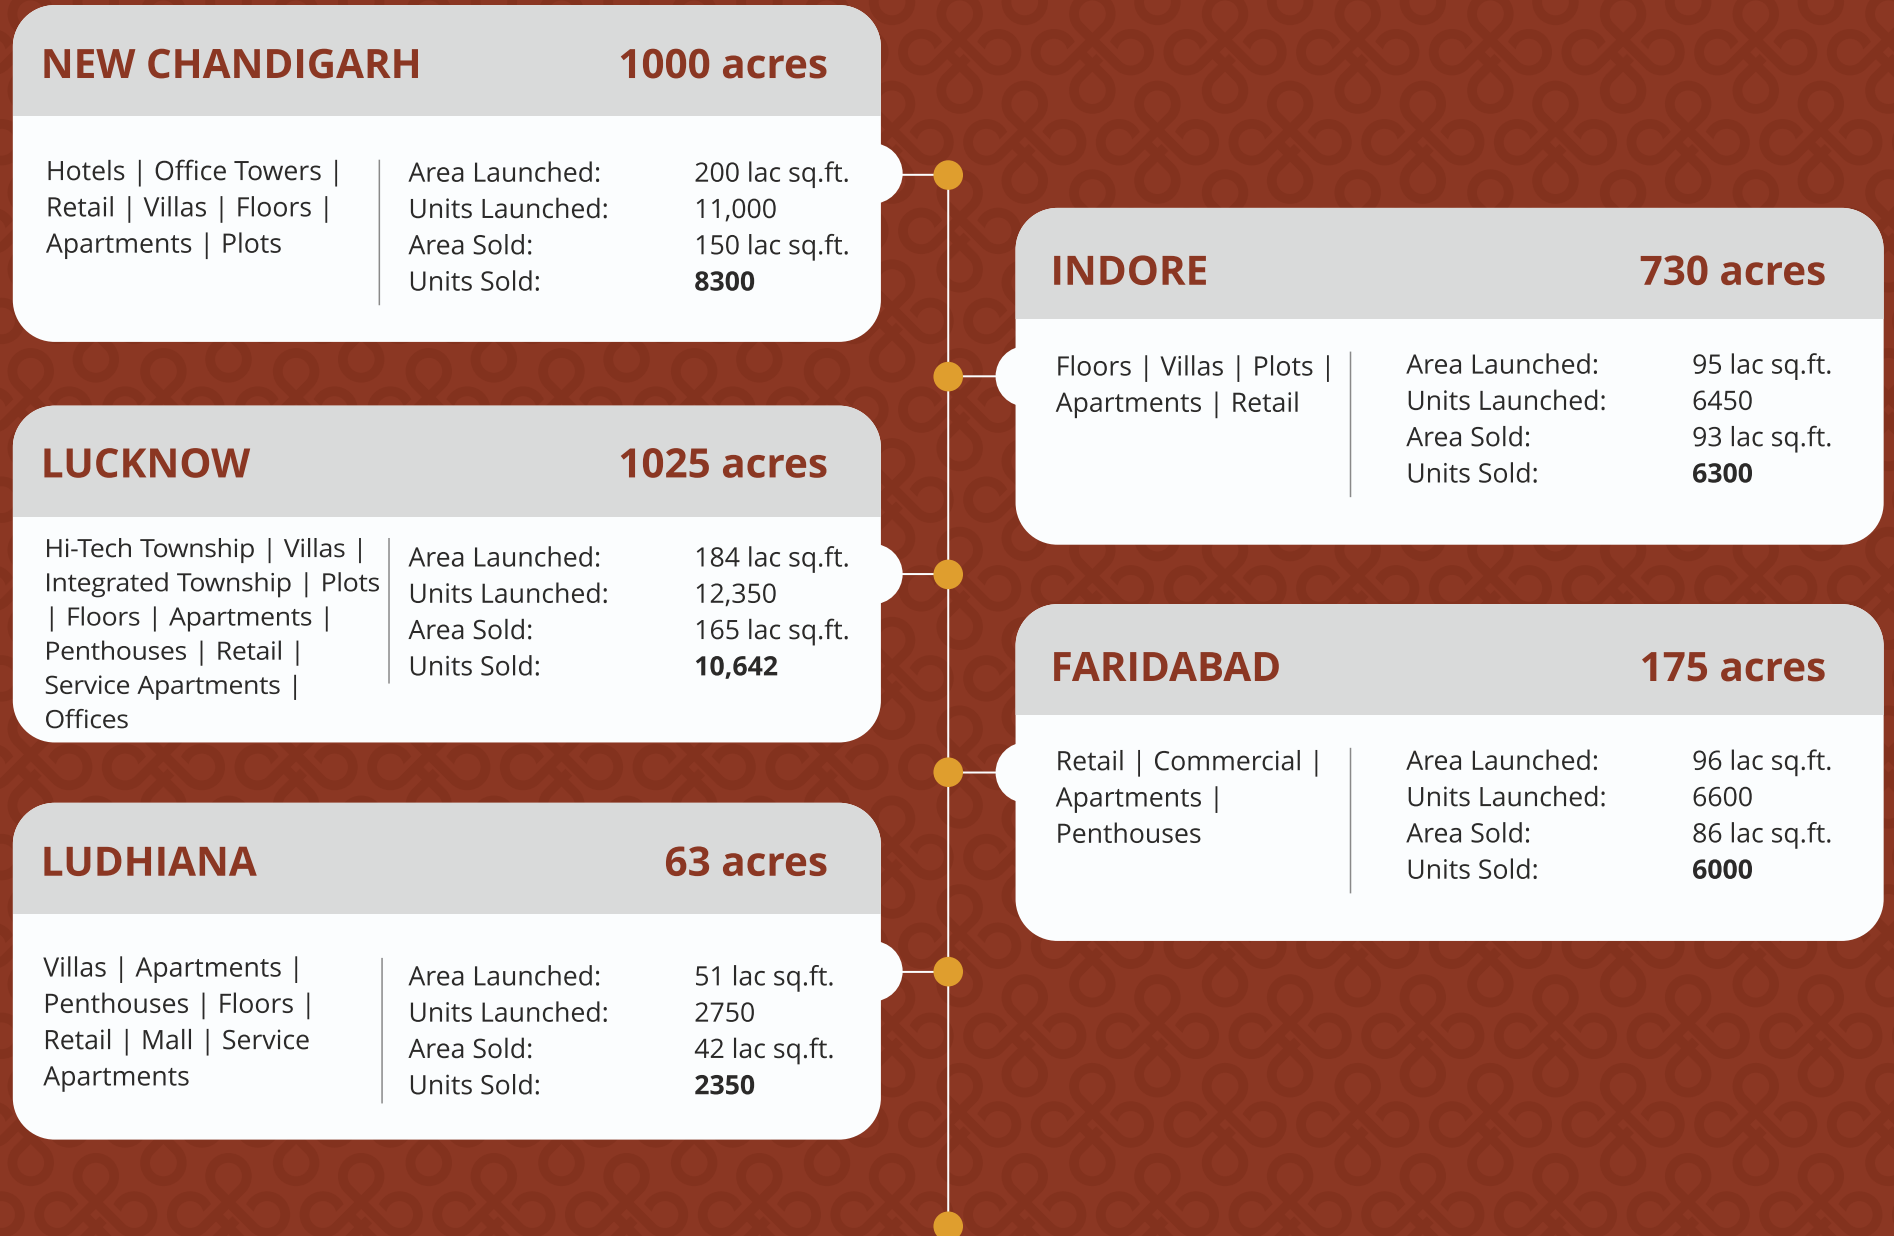 NEW CHANDIGARH 1000 acres
Hotels | Office Towers |
Retail | Villas | Floors |
Apartments | Plots
Area Launched: 200 lac sq.ft.
Units Launched: 11,000
Area Sold: 150 lac sq.ft.
Units Sold: 8300
INDORE 730 acres
Floors | Villas | Plots |
Apartments | Retail
Area Launched: 95 lac sq.ft.
Units Launched: 6450
Area Sold: 93 lac sq.ft.
Units Sold: 6300
LUCKNOW 1025 acres
Hi-Tech Township | Villas |
Integrated Township | Plots
| Floors | Apartments |
Penthouses | Retail |
Service Apartments |
Offices
Area Launched: 184 lac sq.ft.
Units Launched: 12,350
Area Sold: 165 lac sq.ft.
Units Sold: 10,642
FARIDABAD 175 acres
Retail | Commercial |
Apartments |
Penthouses
Area Launched: 96 lac sq.ft.
Units Launched: 6600
Area Sold: 86 lac sq.ft.
Units Sold: 6000
LUDHIANA 63 acres
Villas | Apartments |
Penthouses | Floors |
Retail | Mall | Service
Apartments
Area Launched: 51 lac sq.ft.
Units Launched: 2750
Area Sold: 42 lac sq.ft.
Units Sold: 2350